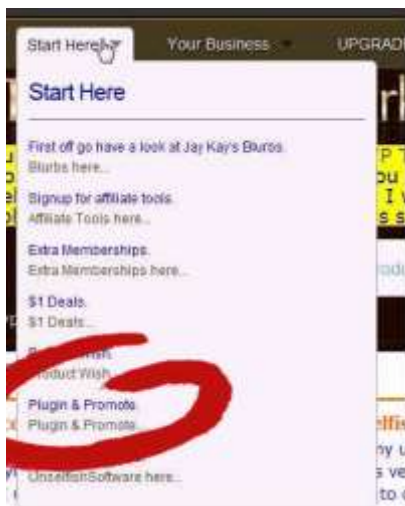 Start Here
Your Business
UPGRAD
Start Here
First off go have a look at Jay Kay's Blurbs.
Blurbs here...
Signup for affiliate tools.
Affiliate Tools here...
Extra Memberships.
Extra Memberships here...
$1 Deals.
$1 Deals...
Wish.
Product Wish...
Plugin & Promote.
Plugin & Promote...
UnselfishSoftware here...